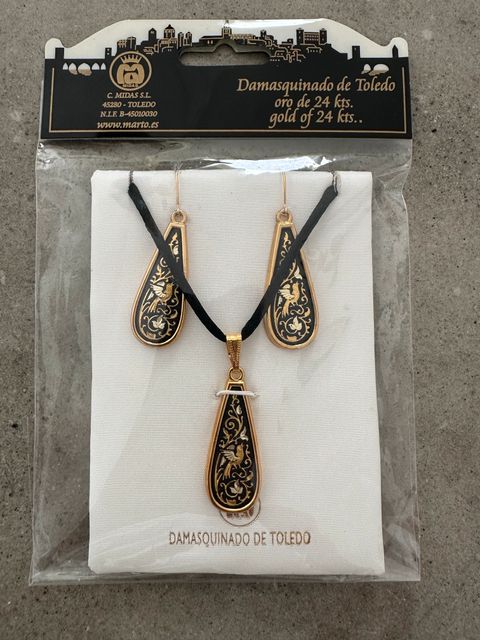 MIDAS
C. MIDAS S.L.
45280 - TOLEDO
N.I.F. B-45010030
www.marto.es
Damasquinado de Toledo
oro de 24 kts.
gold of 24 kts..
DAMASQUINADO DE TOLEDO